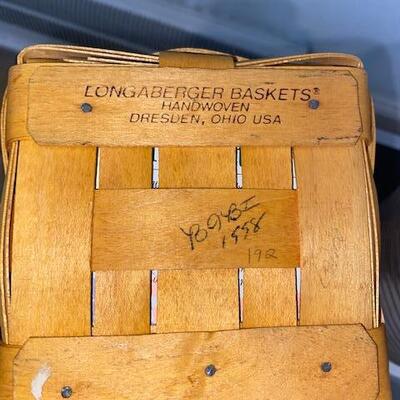 LONGABERGER BASKETS®
HANDWOVEN
DRESDEN, OHIO USA
1998
192